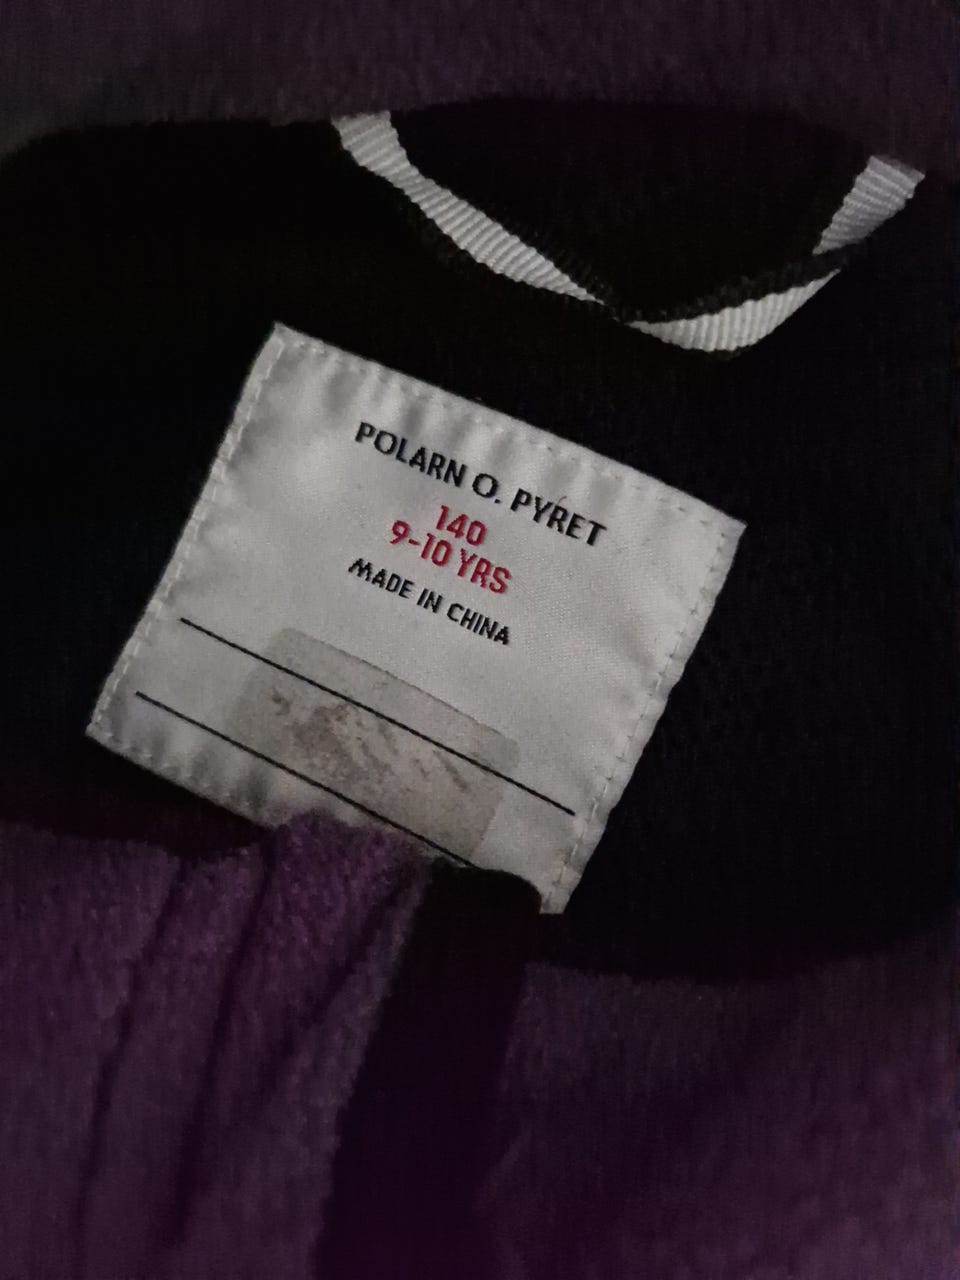 POLARN O. PYRET
140
9-10 YRS
MADE IN CHINA